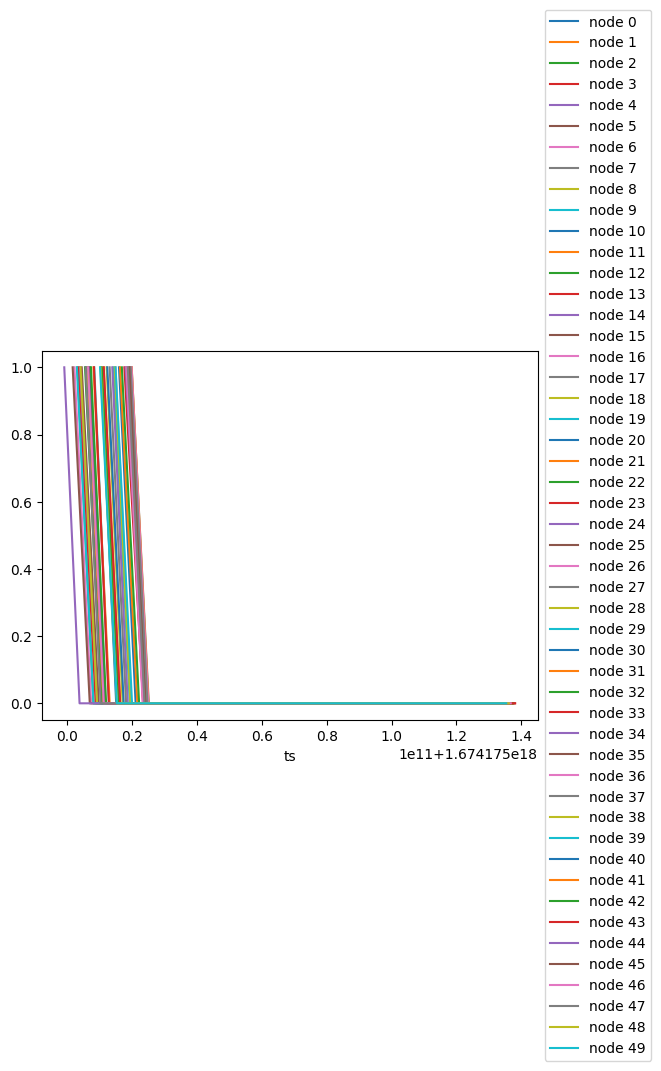 1.0
0.8
0.6
0.4
0.2
0.0
0.0 0.2 0.4 0.6 0.8 1.0 1.2 1.4
1e11+1.674175e18
ts
node 0
node 1
node 2
node 3
node 4
node 5
node 6
node 7
node 8
node 9
node 10
node 11
node 12
node 13
node 14
node 15
node 16
node 17
node 18
node 19
node 20
node 21
node 22
node 23
node 24
node 25
node 26
node 27
node 28
node 29
node 30
node 31
node 32
node 33
node 34
node 35
node 36
node 37
node 38
node 39
node 40
node 41
node 42
node 43
node 44
node 45
node 46
node 47
node 48
node 49